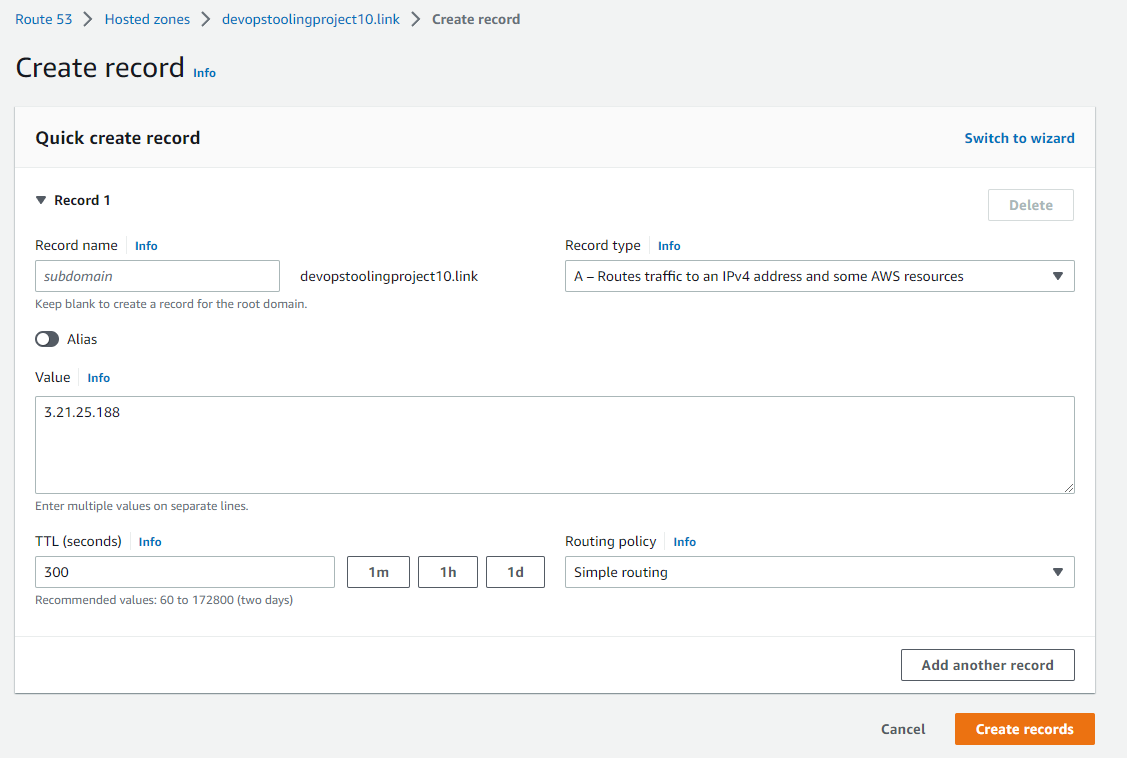 Route 53 > Hosted zones > devopstoolingproject10.link > Create record
Create record Info
Quick create record Switch to wizard
Record 1 Delete
Record name Info Record type Info
subdomain devopstoolingproject10.link A – Routes traffic to an IPv4 address and some AWS resources
Keep blank to create a record for the root domain.
Alias
Value Info
3.21.25.188
Enter multiple values on separate lines.
TTL (seconds) Info Routing policy Info
300 1m 1h 1d Simple routing
Recommended values: 60 to 172800 (two days)
Add another record
Cancel Create records